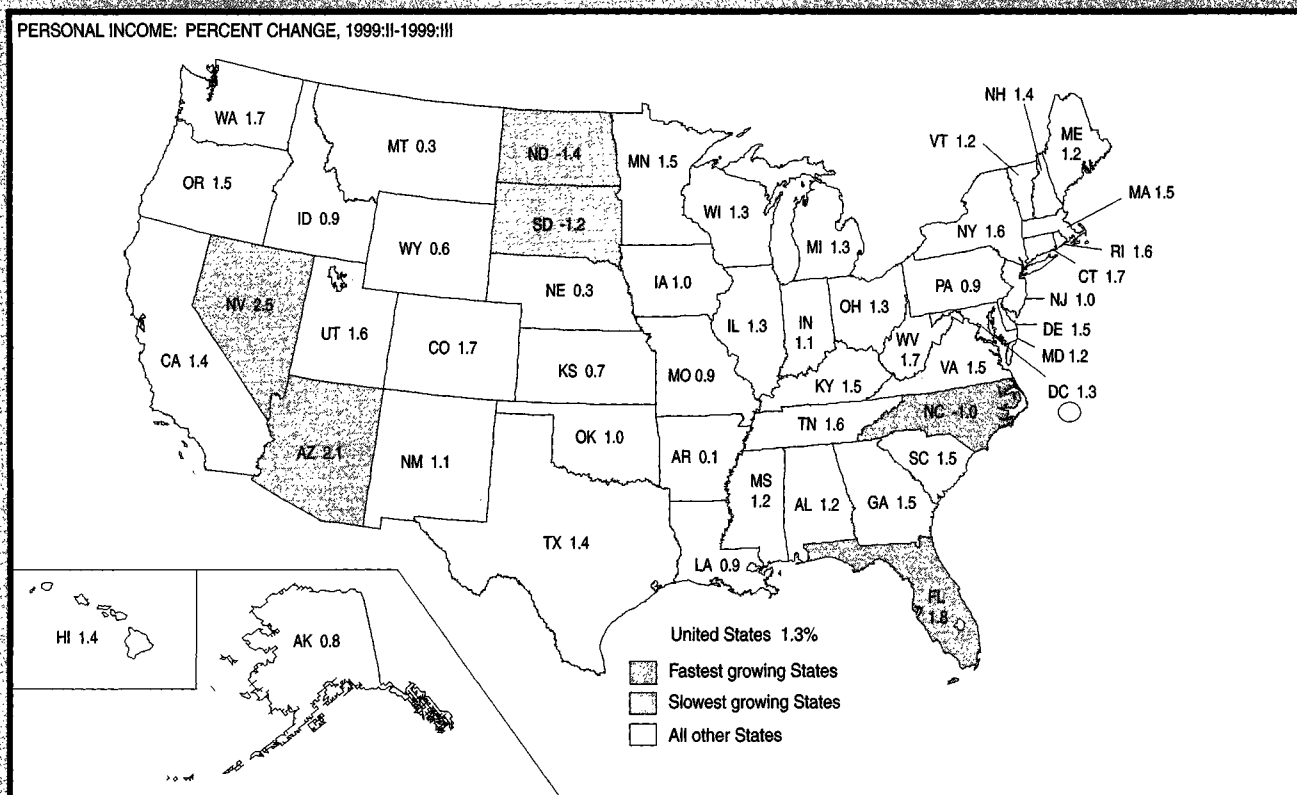 PERSONAL INCOME: PERCENT CHANGE, 1999:II-1999:III
WA 1.7
MT 0.3
ND -1.4
MN 1.5
NH 1.4
VT 1.2
ME
1.2
OR 1.5
ID 0.9
SD -1.2
WI 1.3
MA 1.5
WY 0.6
MI 1.3
NY 1.6
RI 1.6
CT 1.7
NV 2.5
NE 0.3
IA 1.0
PA 0.9
NJ 1.0
UT 1.6
CO 1.7
IL 1.3
IN
1.1
OH 1.3
DE 1.5
CA 1.4
KS 0.7
MO 0.9
WV
1.7
VA 1.5
MD 1.2
KY 1.5
DC 1.3
AZ 2.1
NM 1.1
OK 1.0
AR 0.1
TN 1.6
NC -1.0
SC 1.5
MS
1.2
AL 1.2
GA 1.5
TX 1.4
LA 0.9
FL
1.8
HI 1.4
AK 0.8
United States 1.3%
Fastest growing States
Slowest growing States
All other States